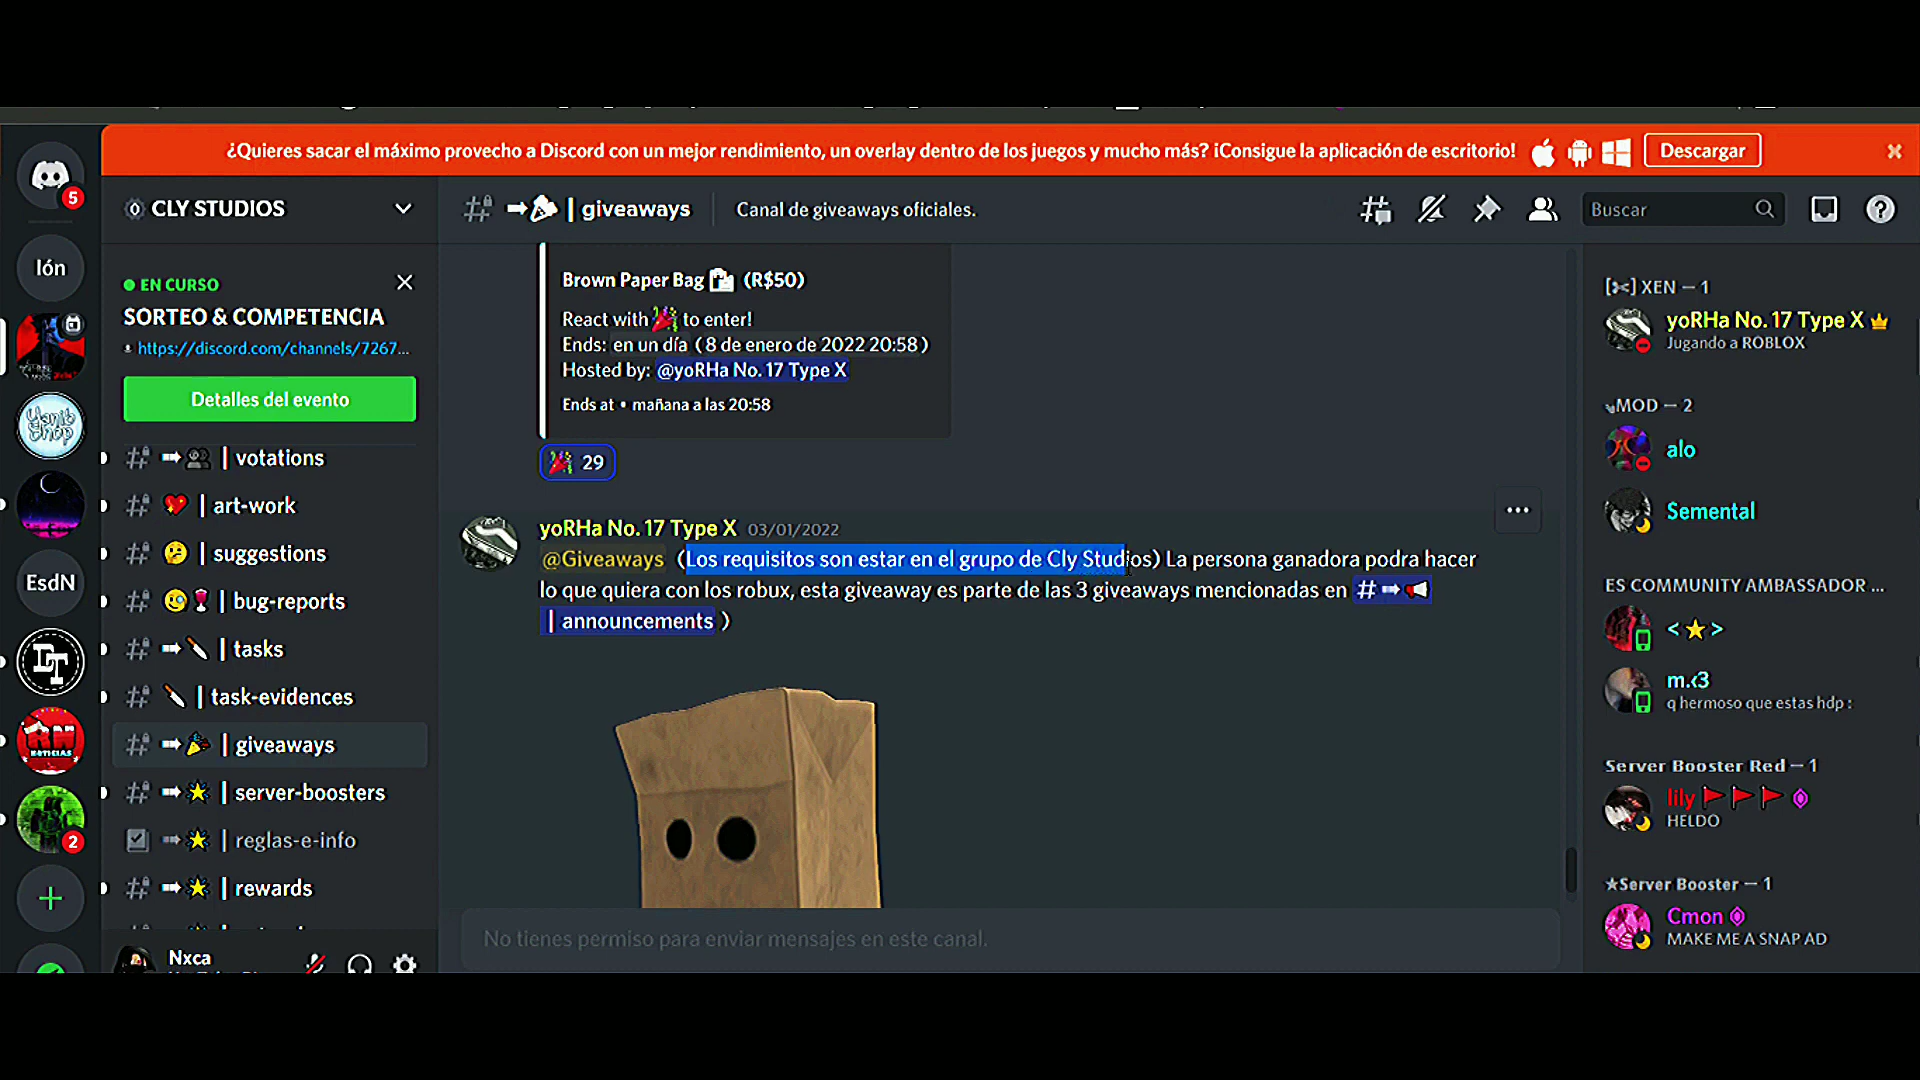 ¿Quieres sacar el máximo provecho a Discord con un mejor rendimiento, un overlay dentro de los juegos y mucho más? ¡Consigue la aplicación de escritorio!
Descargar
5
Ión
Yanib
Shop
EsdN
DT
RN
NOTICIAS
2
CLY STUDIOS
EN CURSO
SORTEO & COMPETENCIA
https://discord.com/channels/7267...
Detalles del evento
| votations
| art-work
| suggestions
| bug-reports
| tasks
| task-evidences
| giveaways
| server-boosters
| reglas-e-info
| rewards
Nxca
| giveaways
Canal de giveaways oficiales.
Buscar
Brown Paper Bag 🛍 (R$50)
React with 🎉 to enter!
Ends: en un día (8 de enero de 2022 20:58)
Hosted by: @yoRHa No. 17 Type X
Ends at • mañana a las 20:58
🎉 29
yoRHa No. 17 Type X 03/01/2022
@Giveaways (Los requisitos son estar en el grupo de Cly Studios) La persona ganadora podra hacer
lo que quiera con los robux, esta giveaway es parte de las 3 giveaways mencionadas en # ➡📢
| announcements )
No tienes permiso para enviar mensajes en este canal.
[✂] XEN — 1
yoRHa No. 17 Type X
Jugando a ROBLOX
MOD — 2
alo
Semental
ES COMMUNITY AMBASSADOR ...
<⭐>
m.‹3
q hermoso que estas hdp :
Server Booster Red — 1
lily 🚩🚩🚩
HELDO
★Server Booster — 1
Cmon
MAKE ME A SNAP AD